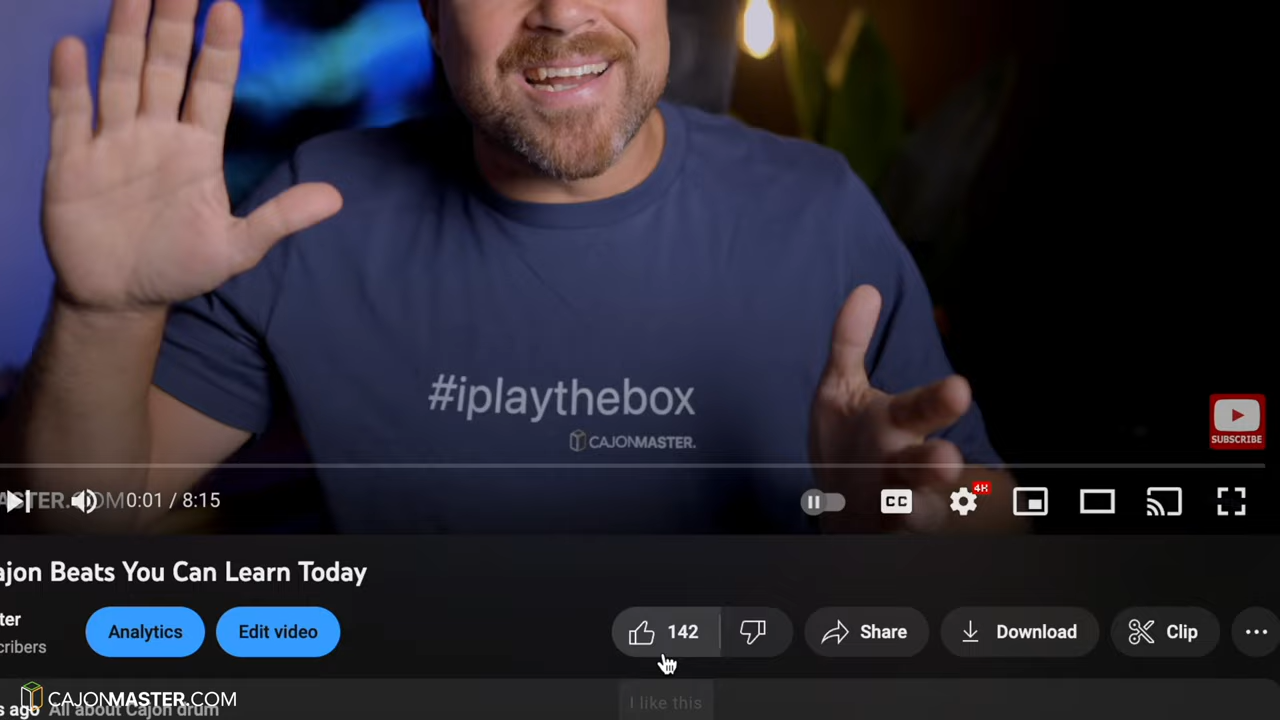 #iplaythebox
CAJONMASTER.
SUBSCRIBE
0:01 / 8:15
CC
4K
ajon Beats You Can Learn Today
ter
cribers
Analytics
Edit video
142
Share
Download
Clip
I like this
CAJONMASTER.COM
s ago All about Cajon drum